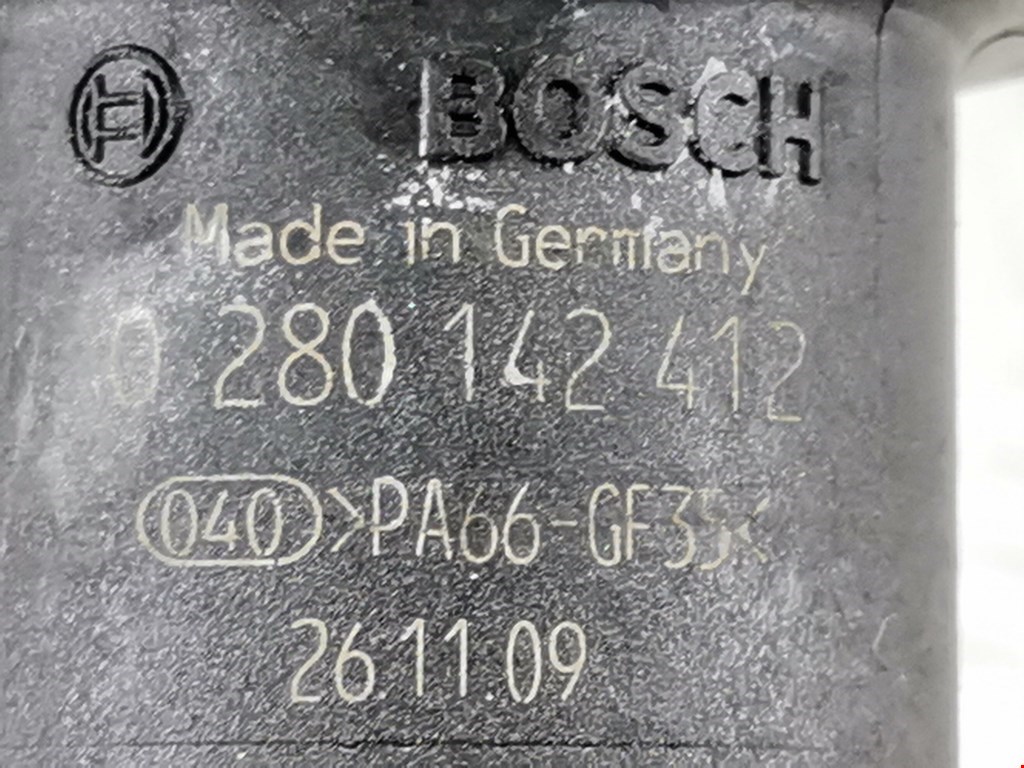 BOSCH
Made in Germany
0 280 142 412
040 >PA66-GF35<
26.11.09